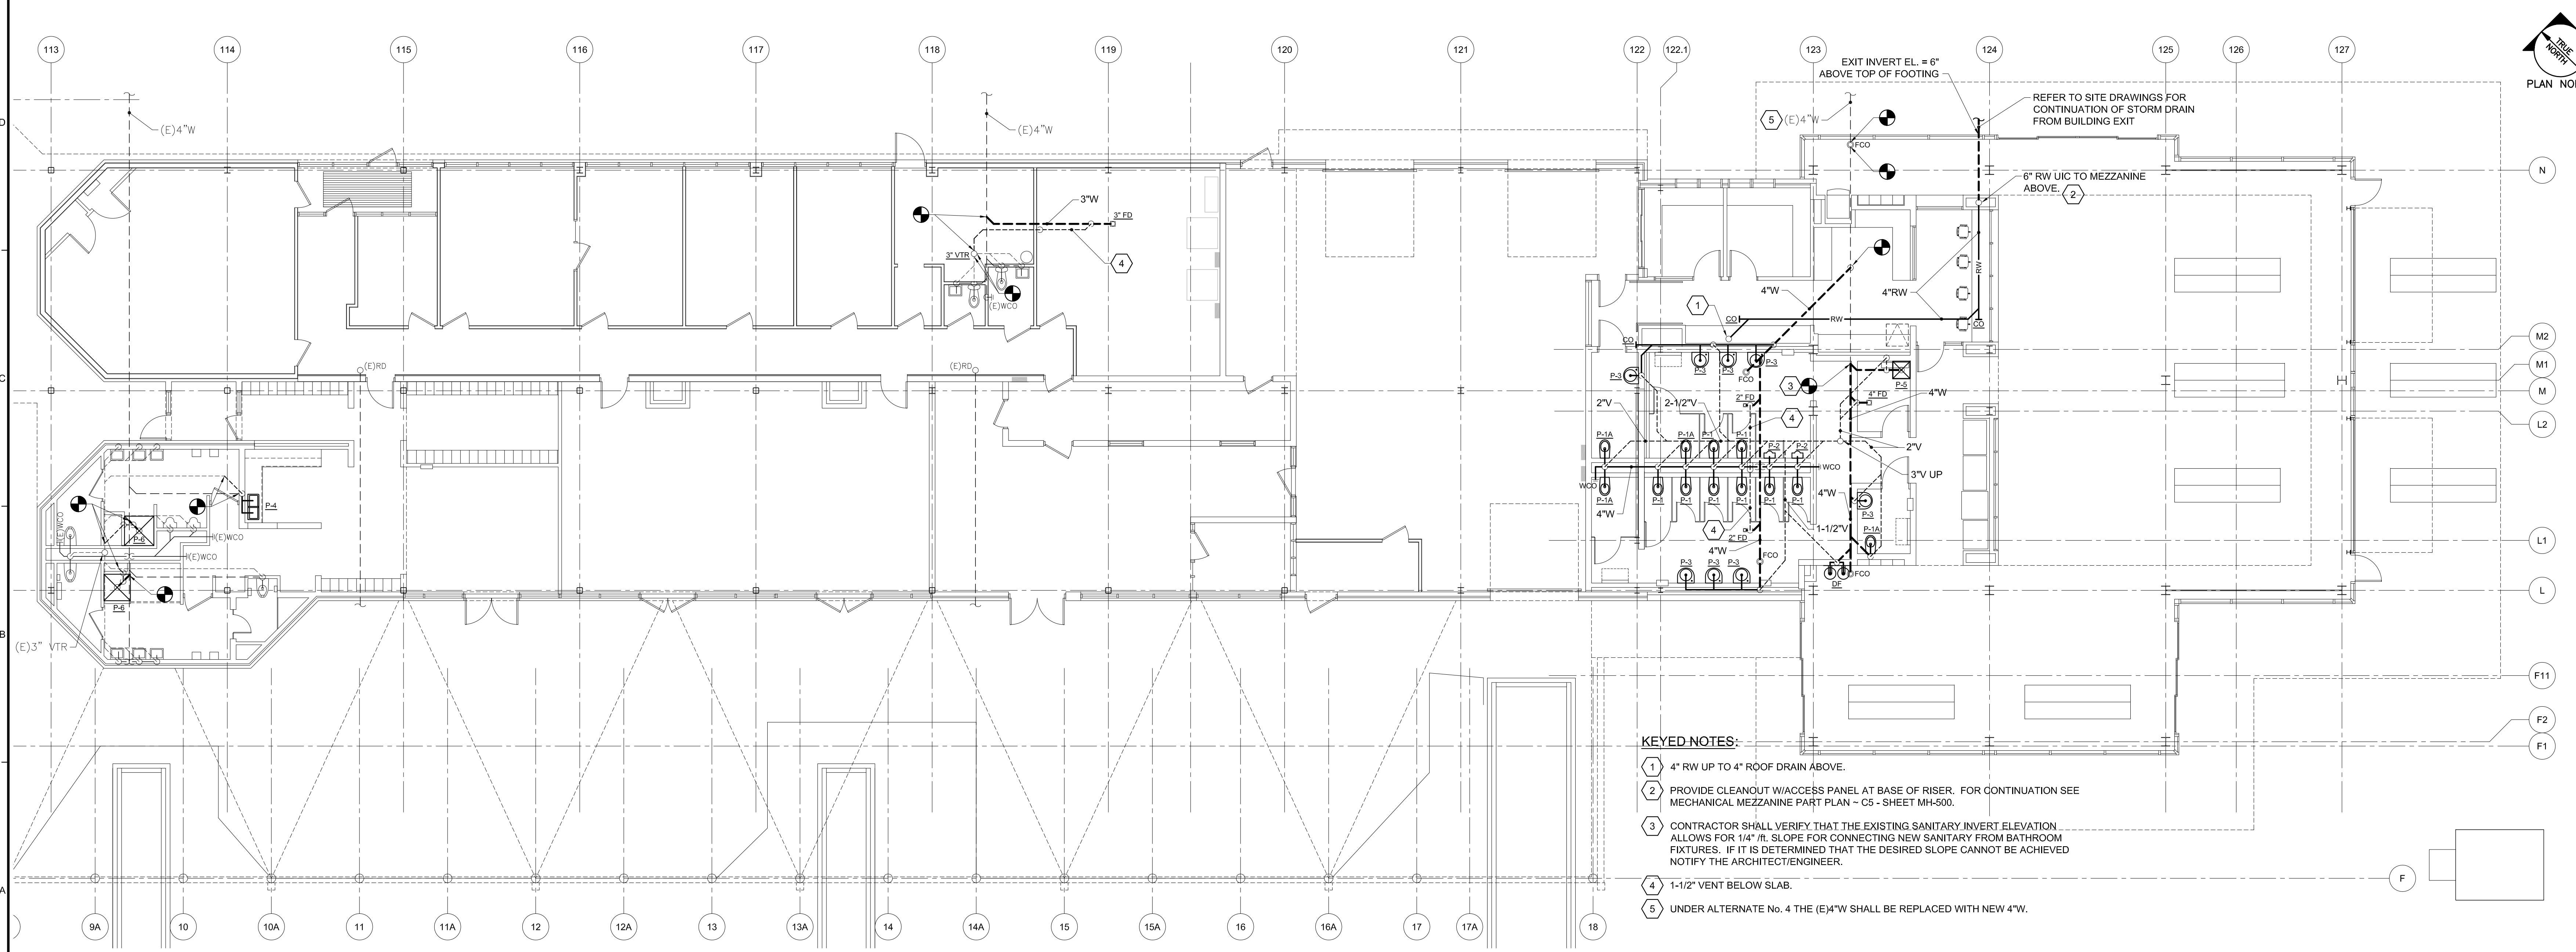 113
114
115
116
117
118
119
120
121
122
122.1
123
124
125
126
127
TRUE
NORTH
EXIT INVERT EL. = 6"
ABOVE TOP OF FOOTING
REFER TO SITE DRAWINGS FOR
CONTINUATION OF STORM DRAIN
FROM BUILDING EXIT
D
(E)4"W
(E)4"W
5
(E)4"W
FCO
N
6" RW UIC TO MEZZANINE
ABOVE.
2
3"W
3" FD
3" VTR
4
(E)WCO
C
4"W
4"RW
RW
1
CO
RW
CO
CO
M2
(E)RD
(E)RD
P-3
P-3
P-3
P-3
FCO
3
P-5
M1
M
2" FD
4" FD
4"W
2"V
2-1/2"V
4
L2
P-1A
P-1A
P-1
P-1
P-2
P-2
2"V
WCO
3"V UP
WCO
P-1A
P-1
P-1
P-1
P-1
P-1
P-1
4"W
4"W
P-3
P-4
(E)WCO
(E)WCO
P-6
(E)WCO
4
1-1/2"V
P-1A
2" FD
4"W
FCO
L1
P-3
P-3
P-3
DF
FCO
P-6
L
B
(E)3" VTR
F11
F2
F1
KEYED NOTES:
1 4" RW UP TO 4" ROOF DRAIN ABOVE.
2 PROVIDE CLEANOUT W/ACCESS PANEL AT BASE OF RISER. FOR CONTINUATION SEE
MECHANICAL MEZZANINE PART PLAN ~ C5 - SHEET MH-500.
3 CONTRACTOR SHALL VERIFY THAT THE EXISTING SANITARY INVERT ELEVATION
ALLOWS FOR 1/4" /ft. SLOPE FOR CONNECTING NEW SANITARY FROM BATHROOM
FIXTURES. IF IT IS DETERMINED THAT THE DESIRED SLOPE CANNOT BE ACHIEVED
NOTIFY THE ARCHITECT/ENGINEER.
4 1-1/2" VENT BELOW SLAB.
5 UNDER ALTERNATE No. 4 THE (E)4"W SHALL BE REPLACED WITH NEW 4"W.
F
A
9A
10
10A
11
11A
12
12A
13
13A
14
14A
15
15A
16
16A
17
17A
18